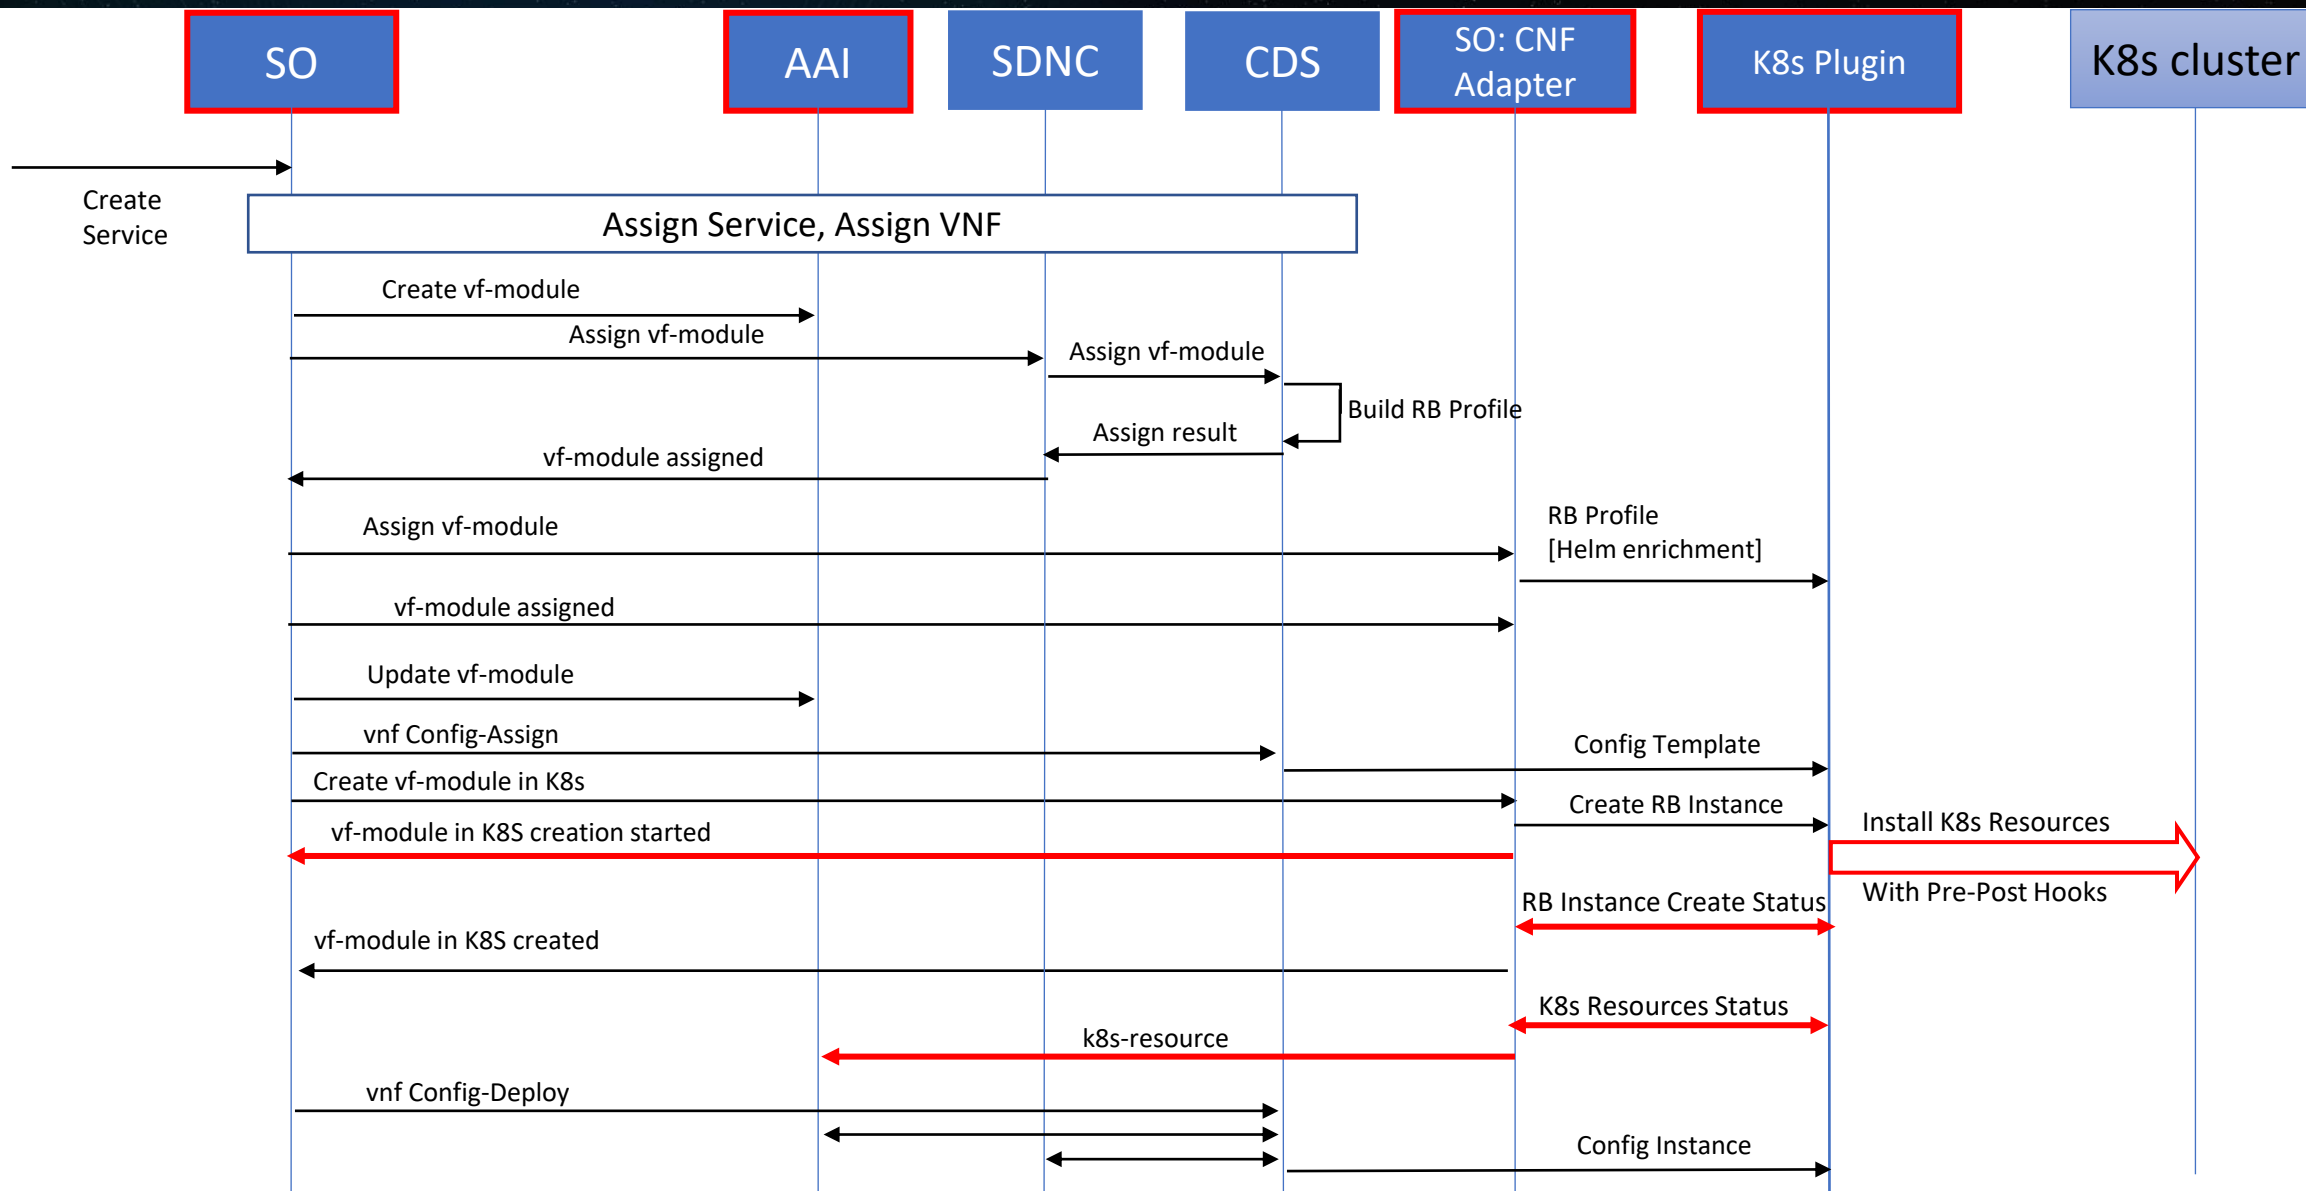 SO
AAI
SDNC
CDS
SO: CNF
Adapter
K8s Plugin
K8s cluster
Create
Service
Assign Service, Assign VNF
Create vf-module
Assign vf-module
Assign vf-module
Build RB Profile
Assign result
vf-module assigned
Assign vf-module
RB Profile
[Helm enrichment]
vf-module assigned
Update vf-module
vnf Config-Assign
Config Template
Create vf-module in K8s
Create RB Instance
vf-module in K8S creation started
Install K8s Resources
With Pre-Post Hooks
RB Instance Create Status
vf-module in K8S created
K8s Resources Status
k8s-resource
vnf Config-Deploy
Config Instance